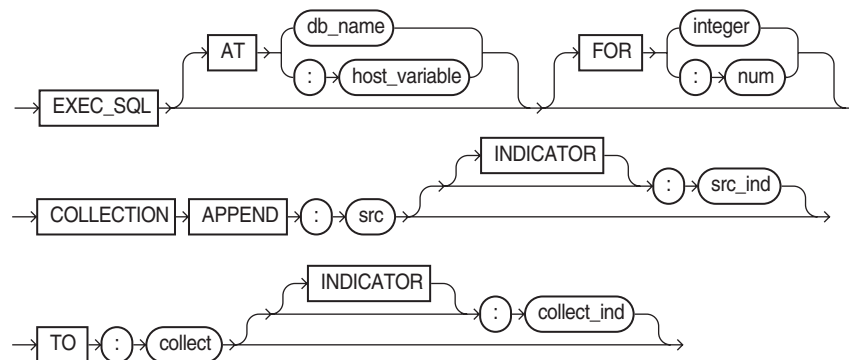 db_name integer
AT FOR
: host_variable : num
EXEC_SQL
INDICATOR
: src_ind
COLLECTION APPEND : src
INDICATOR
: collect_ind
TO : collect